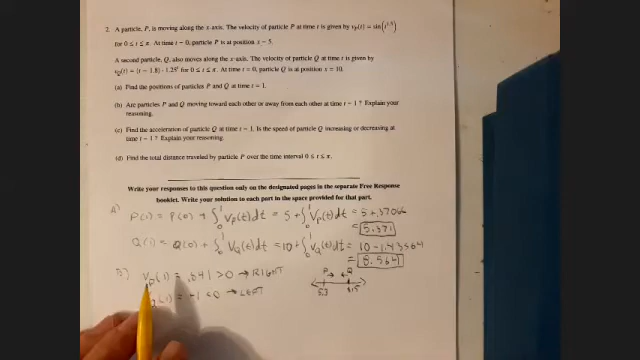 2. A particle, P, is moving along the x-axis. The velocity of particle P at time t is given by v_P(t) = sin(t^1.5)
for 0 ≤ t ≤ π. At time t = 0, particle P is at position x = 5.
A second particle, Q, also moves along the x-axis. The velocity of particle Q at time t is given by
v_Q(t) = (t − 1.8) · 1.25^t for 0 ≤ t ≤ π. At time t = 0, particle Q is at position x = 10.
(a) Find the positions of particles P and Q at time t = 1.
(b) Are particles P and Q moving toward each other or away from each other at time t = 1 ? Explain your
reasoning.
(c) Find the acceleration of particle Q at time t = 1. Is the speed of particle Q increasing or decreasing at
time t = 1 ? Explain your reasoning.
(d) Find the total distance traveled by particle P over the time interval 0 ≤ t ≤ π.
Write your responses to this question only on the designated pages in the separate Free Response
booklet. Write your solution to each part in the space provided for that part.
A) P(1) = P(0) + ∫₀¹ V_P(t)dt = 5 + ∫₀¹ V_P(t)dt = 5 + .37066
= 5.371
Q(1) = Q(0) + ∫₀¹ V_Q(t)dt = 10 + ∫₀¹ V_Q(t)dt = 10 - 1.43564
= 8.564
B) V_P(1) = .841 > 0 → RIGHT
P → ← Q
(1) = -1 < 0 → LEFT
5.3